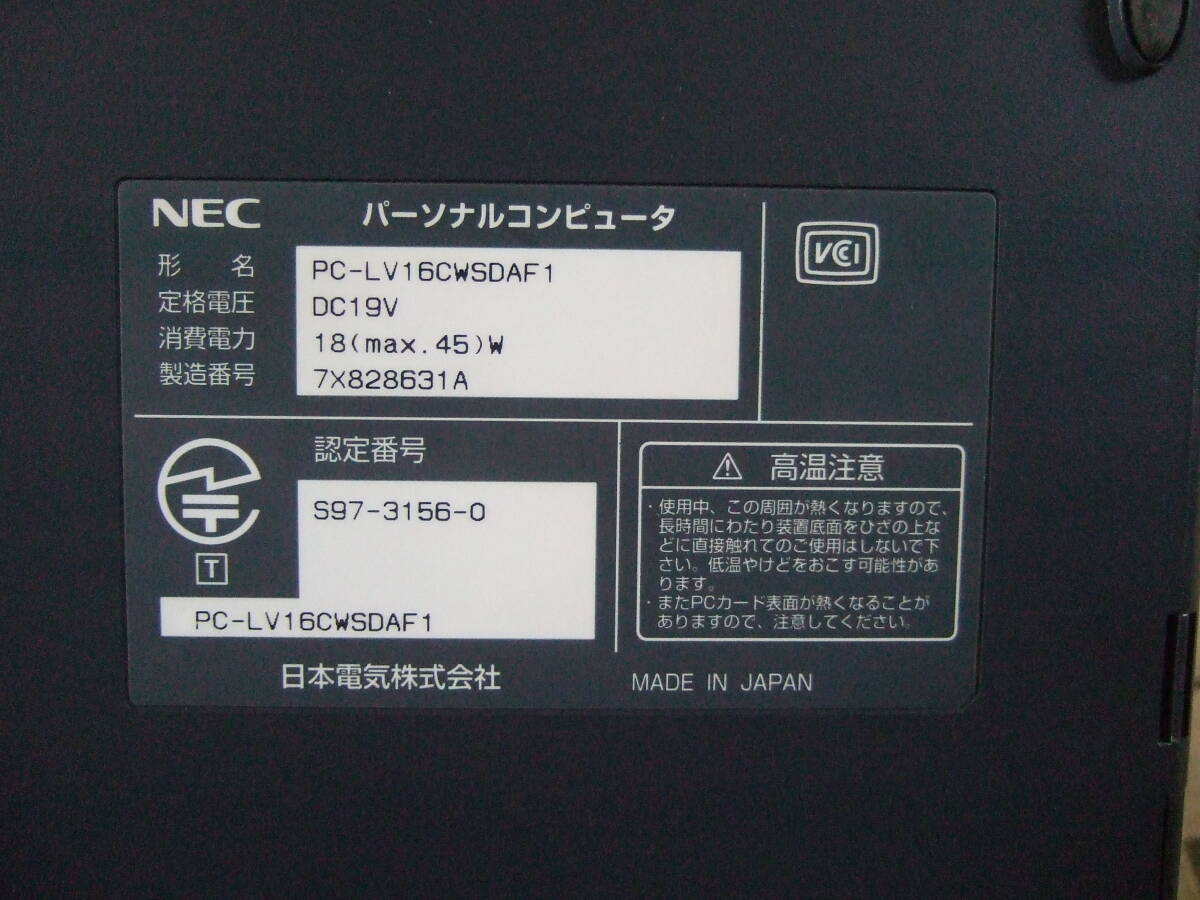 NEC パーソナルコンピュータ
形 名 PC-LV16CWSDAF1
定格電圧 DC19V
消費電力 18(max.45)W
製造番号 7X828631A
VCI
認定番号
S97-3156-0
T
PC-LV16CWSDAF1
⚠ 高温注意
・使用中、この周囲が熱くなりますので、
長時間にわたり装置底面をひざの上な
どに直接触れてのご使用はしないで下
さい。低温やけどをおこす可能性があ
ります。
・またPCカード表面が熱くなることが
ありますので、注意してください。
日本電気株式会社 MADE IN JAPAN